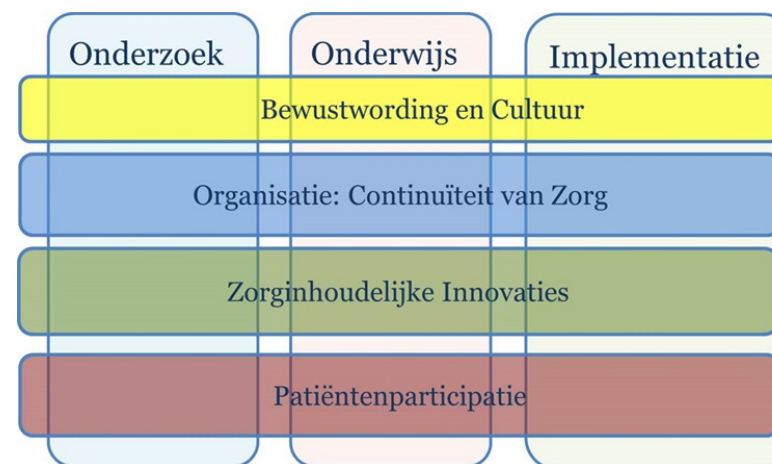 Onderzoek
Onderwijs
Implementatie
Bewustwording en Cultuur
Organisatie: Continuïteit van Zorg
Zorginhoudelijke Innovaties
Patiëntenparticipatie